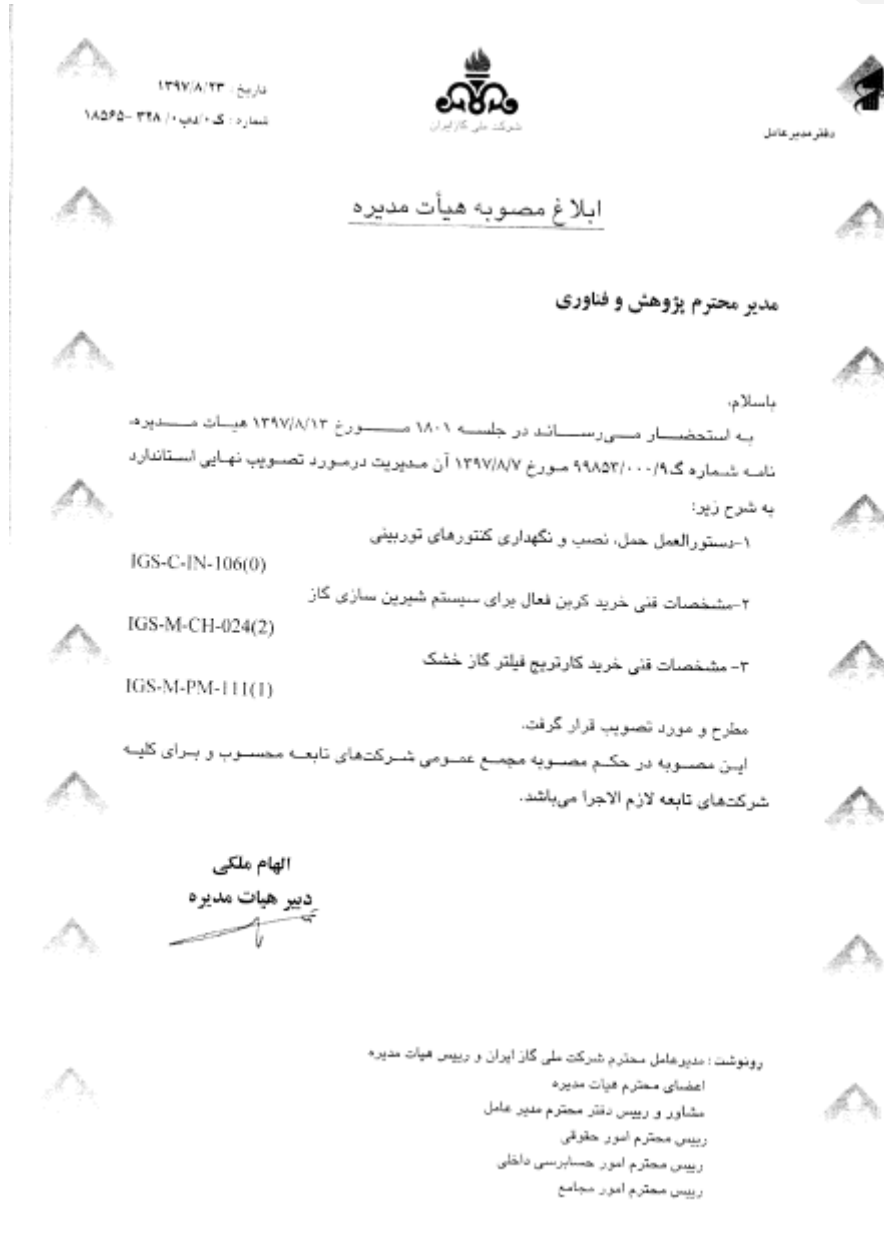 تاریخ : ۱۳۹۷/۸/۲۳
شماره : گ۰/دب۰/ ۳۲۸ -۱۸۵۶۵
شرکت ملی گاز ایران
دفتر مدیر عامل
ابلاغ مصوبه هیأت مدیره
مدیر محترم پژوهش و فناوری
باسلام،
به استحضار می‌رساند در جلسه ۱۸۰۱ مورخ ۱۳۹۷/۸/۱۳ هیات مدیره،
نامه شماره گ۹۹۸۵۳/۰۰۰/۹ مورخ ۱۳۹۷/۸/۷ آن مدیریت درمورد تصویب نهایی استاندارد
به شرح زیر:
۱-دستورالعمل حمل، نصب و نگهداری کنتورهای توربینی
IGS-C-IN-106(0)
۲-مشخصات فنی خرید کربن فعال برای سیستم شیرین سازی گاز
IGS-M-CH-024(2)
۳- مشخصات فنی خرید کارتریج فیلتر گاز خشک
IGS-M-PM-111(1)
مطرح و مورد تصویب قرار گرفت.
این مصوبه در حکم مصوبه مجمع عمومی شرکت‌های تابعه محسوب و برای کلیه
شرکت‌های تابعه لازم الاجرا می‌باشد.
الهام ملکی
دبیر هیات مدیره
رونوشت : مدیرعامل محترم شرکت ملی گاز ایران و رییس هیات مدیره
اعضای محترم هیات مدیره
مشاور و رییس دفتر محترم مدیر عامل
رییس محترم امور حقوقی
رییس محترم امور حسابرسی داخلی
رییس محترم امور مجامع